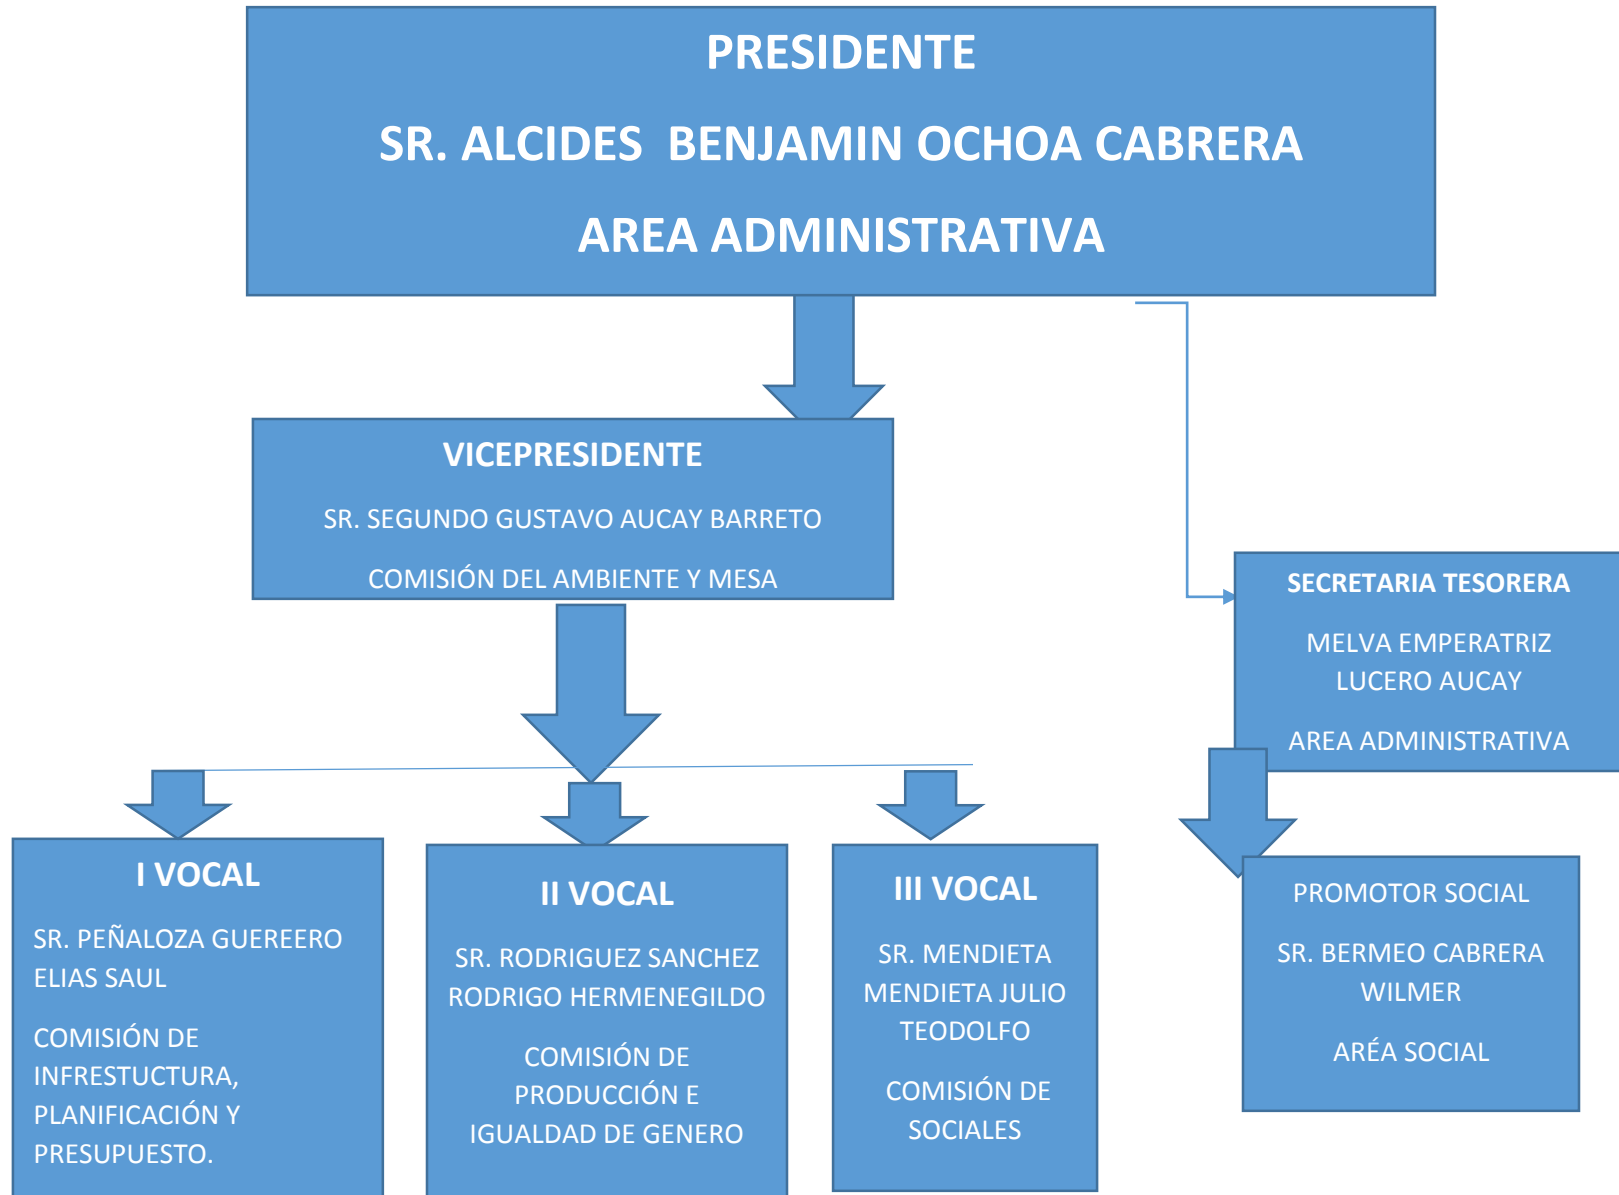 PRESIDENTE
SR. ALCIDES BENJAMIN OCHOA CABRERA
AREA ADMINISTRATIVA
VICEPRESIDENTE
SR. SEGUNDO GUSTAVO AUCAY BARRETO
COMISIÓN DEL AMBIENTE Y MESA
SECRETARIA TESORERA
MELVA EMPERATRIZ
LUCERO AUCAY
AREA ADMINISTRATIVA
I VOCAL
SR. PEÑALOZA GUEREERO
ELIAS SAUL
COMISIÓN DE
INFRESTUCTURA,
PLANIFICACIÓN Y
PRESUPUESTO.
II VOCAL
SR. RODRIGUEZ SANCHEZ
RODRIGO HERMENEGILDO
COMISIÓN DE
PRODUCCIÓN E
IGUALDAD DE GENERO
III VOCAL
SR. MENDIETA
MENDIETA JULIO
TEODOLFO
COMISIÓN DE
SOCIALES
PROMOTOR SOCIAL
SR. BERMEO CABRERA
WILMER
ARÉA SOCIAL